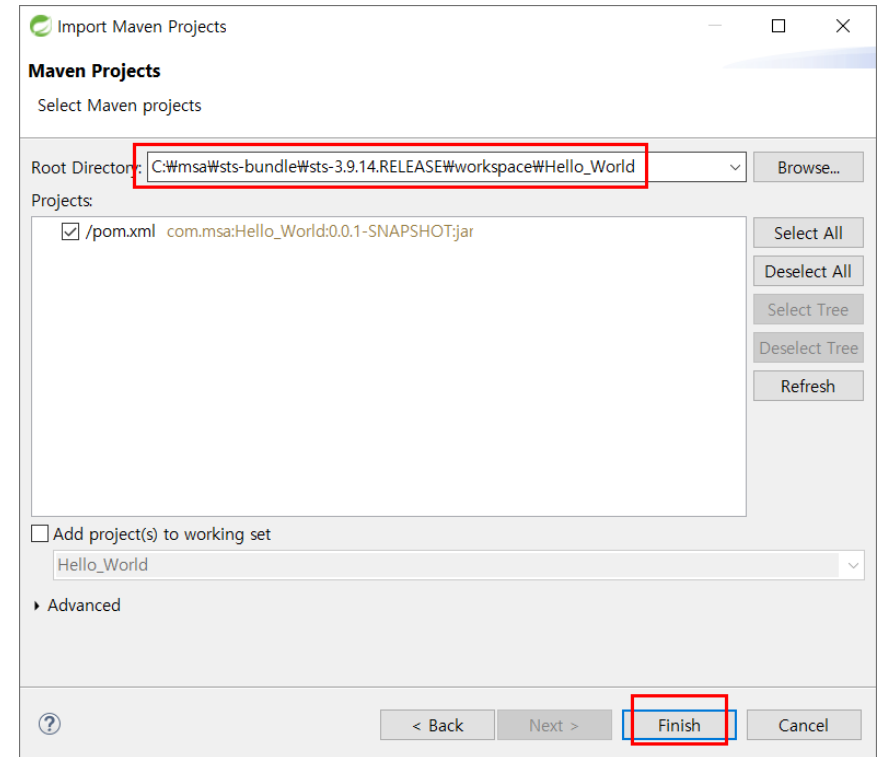 Import Maven Projects
Maven Projects
Select Maven projects
Root Directory: C:₩msa₩sts-bundle₩sts-3.9.14.RELEASE₩workspace₩Hello_World Browse...
Projects:
/pom.xml com.msa:Hello_World:0.0.1-SNAPSHOT:jar
Select All
Deselect All
Select Tree
Deselect Tree
Refresh
Add project(s) to working set
Hello_World
Advanced
? < Back Next > Finish Cancel